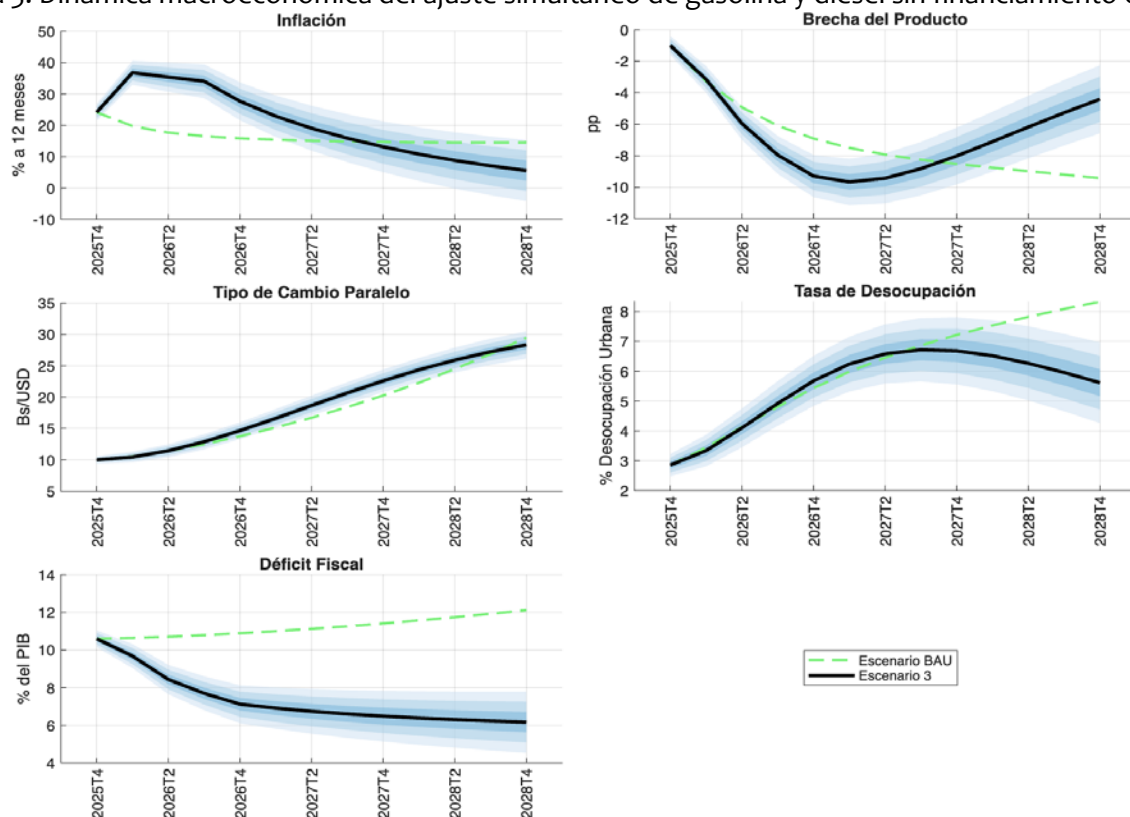 3. Dinámica macroeconómica del ajuste simultáneo de gasolina y diésel sin financiamiento
Inflación
% a 12 meses
50
40
30
20
10
0
-10
2025T4
2026T2
2026T4
2027T2
2027T4
2028T2
2028T4
Brecha del Producto
pp
0
-2
-4
-6
-8
-10
-12
2025T4
2026T2
2026T4
2027T2
2027T4
2028T2
2028T4
Tipo de Cambio Paralelo
Bs/USD
35
30
25
20
15
10
5
2025T4
2026T2
2026T4
2027T2
2027T4
2028T2
2028T4
Tasa de Desocupación
% Desocupación Urbana
8
7
6
5
4
3
2
2025T4
2026T2
2026T4
2027T2
2027T4
2028T2
2028T4
Déficit Fiscal
% del PIB
14
12
10
8
6
4
2025T4
2026T2
2026T4
2027T2
2027T4
2028T2
2028T4
Escenario BAU
Escenario 3